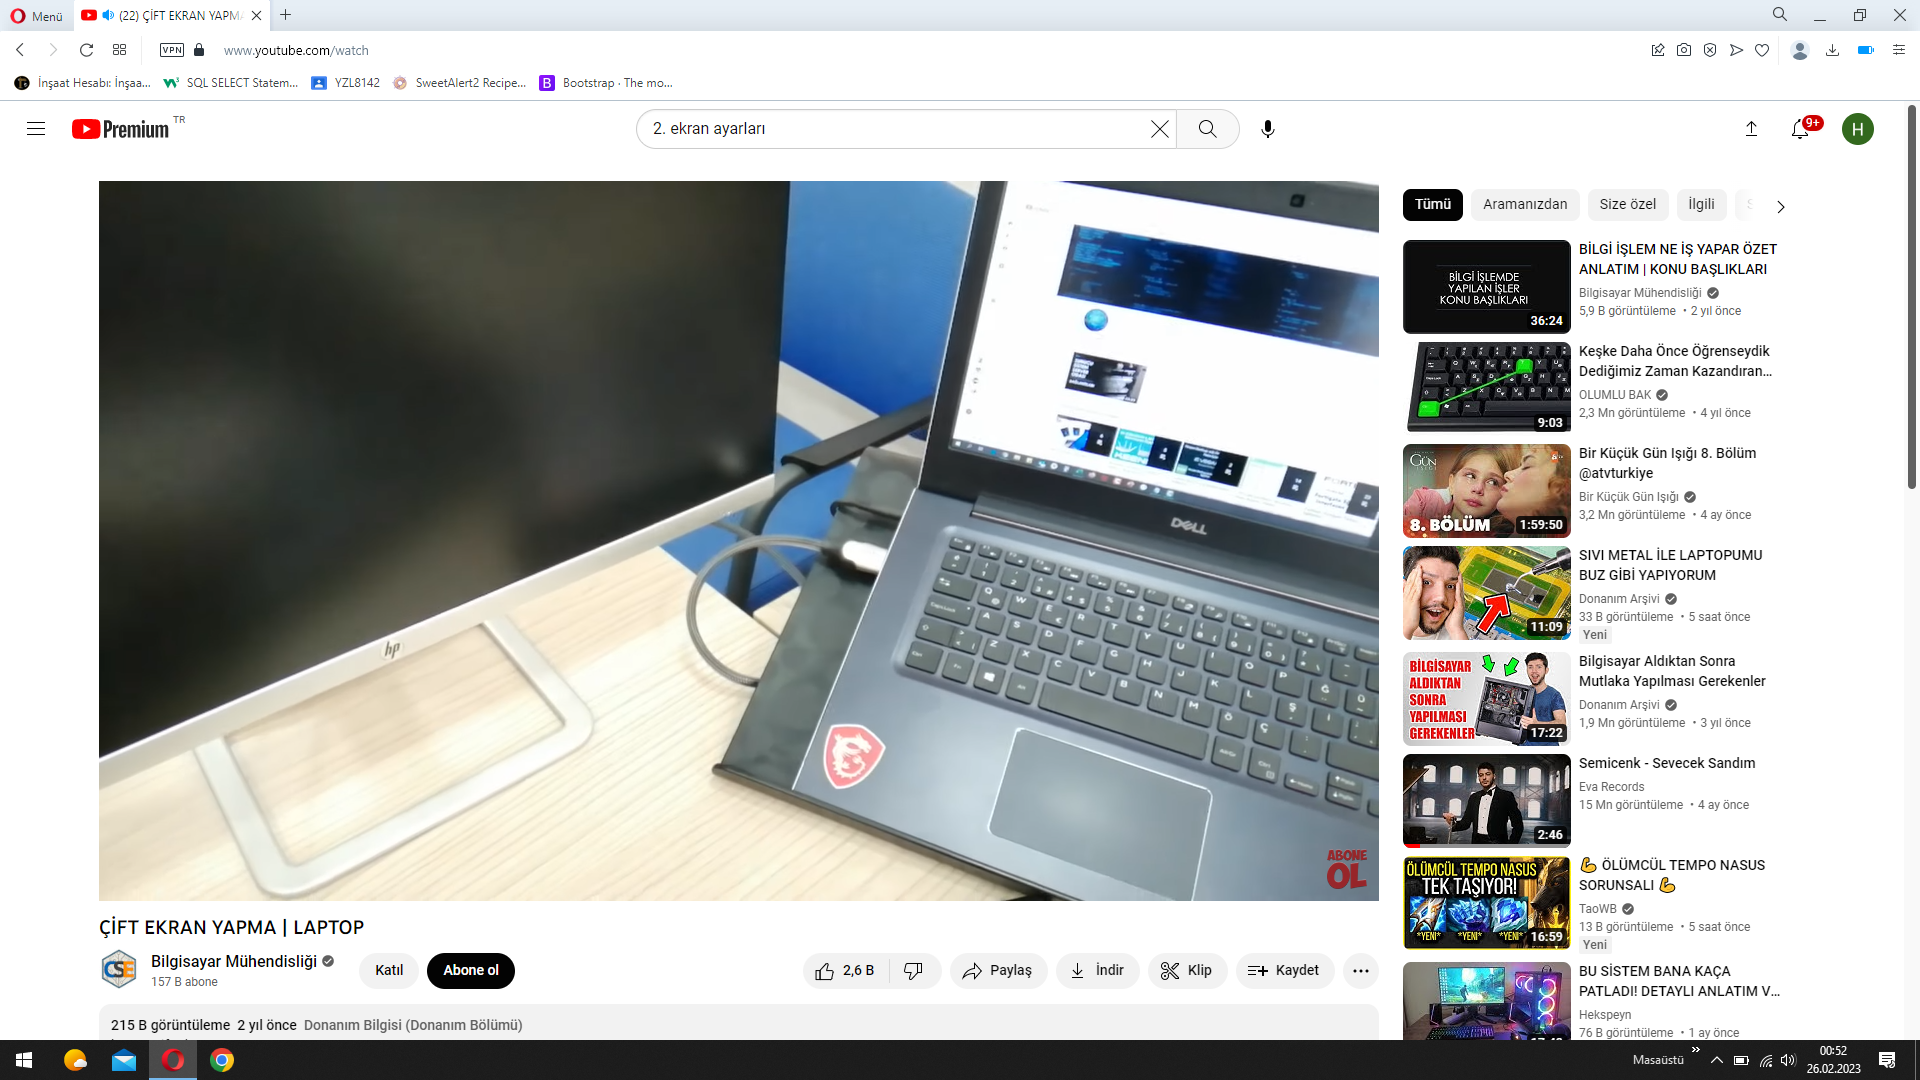 Menü
(22) ÇİFT EKRAN YAPMA
VPN
www.youtube.com/watch
İnşaat Hesabı: İnşaa...
SQL SELECT Statem...
YZL8142
SweetAlert2 Recipe...
B
Bootstrap · The mo...
Premium TR
2. ekran ayarları
9+
H
Tümü
Aramanızdan
Size özel
İlgili
DELL
hp
ABONE
OL
BİLGİ İŞLEMDE
YAPILAN İŞLER
KONU BAŞLIKLARI
36:24
BİLGİ İŞLEM NE İŞ YAPAR ÖZET
ANLATIM | KONU BAŞLIKLARI
Bilgisayar Mühendisliği
5,9 B görüntüleme • 2 yıl önce
9:03
Keşke Daha Önce Öğrenseydik
Dediğimiz Zaman Kazandıran...
OLUMLU BAK
2,3 Mn görüntüleme • 4 yıl önce
8. BÖLÜM
1:59:50
Bir Küçük Gün Işığı 8. Bölüm
@atvturkiye
Bir Küçük Gün Işığı
3,2 Mn görüntüleme • 4 ay önce
11:09
SIVI METAL İLE LAPTOPUMU
BUZ GİBİ YAPIYORUM
Donanım Arşivi
33 B görüntüleme • 5 saat önce
Yeni
BİLGİSAYAR
ALDIKTAN
SONRA
YAPILMASI
GEREKENLER
17:22
Bilgisayar Aldıktan Sonra
Mutlaka Yapılması Gerekenler
Donanım Arşivi
1,9 Mn görüntüleme • 3 yıl önce
2:46
Semicenk - Sevecek Sandım
Eva Records
15 Mn görüntüleme • 4 ay önce
ÖLÜMCÜL TEMPO NASUS
TEK TAŞIYOR!
*YENİ* *YENİ* *YENİ*
16:59
💪 ÖLÜMCÜL TEMPO NASUS
SORUNSALI 💪
TaoWB
13 B görüntüleme • 5 saat önce
Yeni
BU SİSTEM BANA KAÇA
PATLADI! DETAYLI ANLATIM V...
Hekspeyn
76 B görüntüleme • 1 ay önce
ÇİFT EKRAN YAPMA | LAPTOP
CSE
Bilgisayar Mühendisliği
157 B abone
Katıl
Abone ol
2,6 B
Paylaş
İndir
Klip
Kaydet
215 B görüntüleme 2 yıl önce Donanım Bilgisi (Donanım Bölümü)
Masaüstü
00:52
26.02.2023